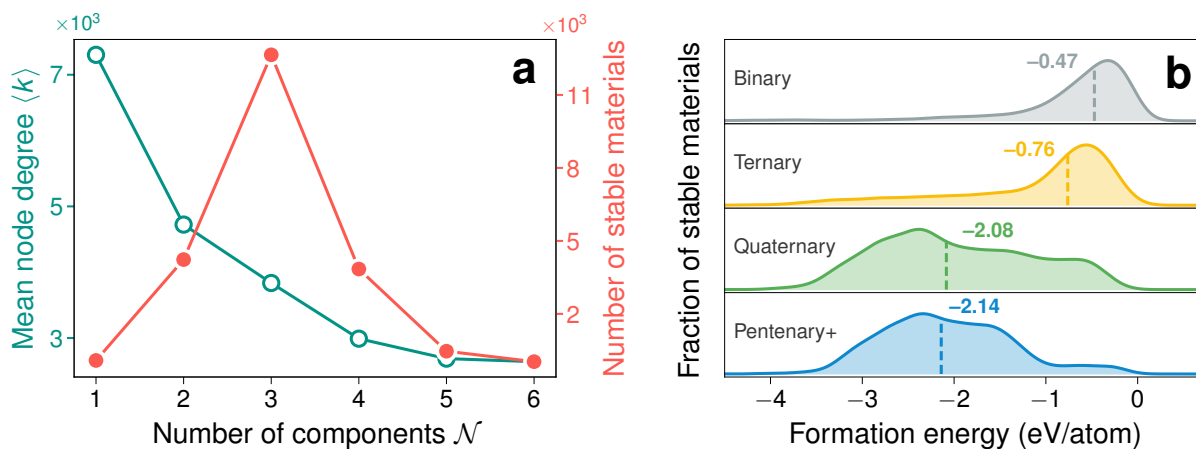 ×10³
×10³
a
Mean node degree ⟨k⟩
7
5
3
11
8
5
2
Number of stable materials
1 2 3 4 5 6
Number of components 𝒩
b
Fraction of stable materials
Binary
−0.47
Ternary
−0.76
Quaternary
−2.08
Pentenary+
−2.14
−4 −3 −2 −1 0
Formation energy (eV/atom)